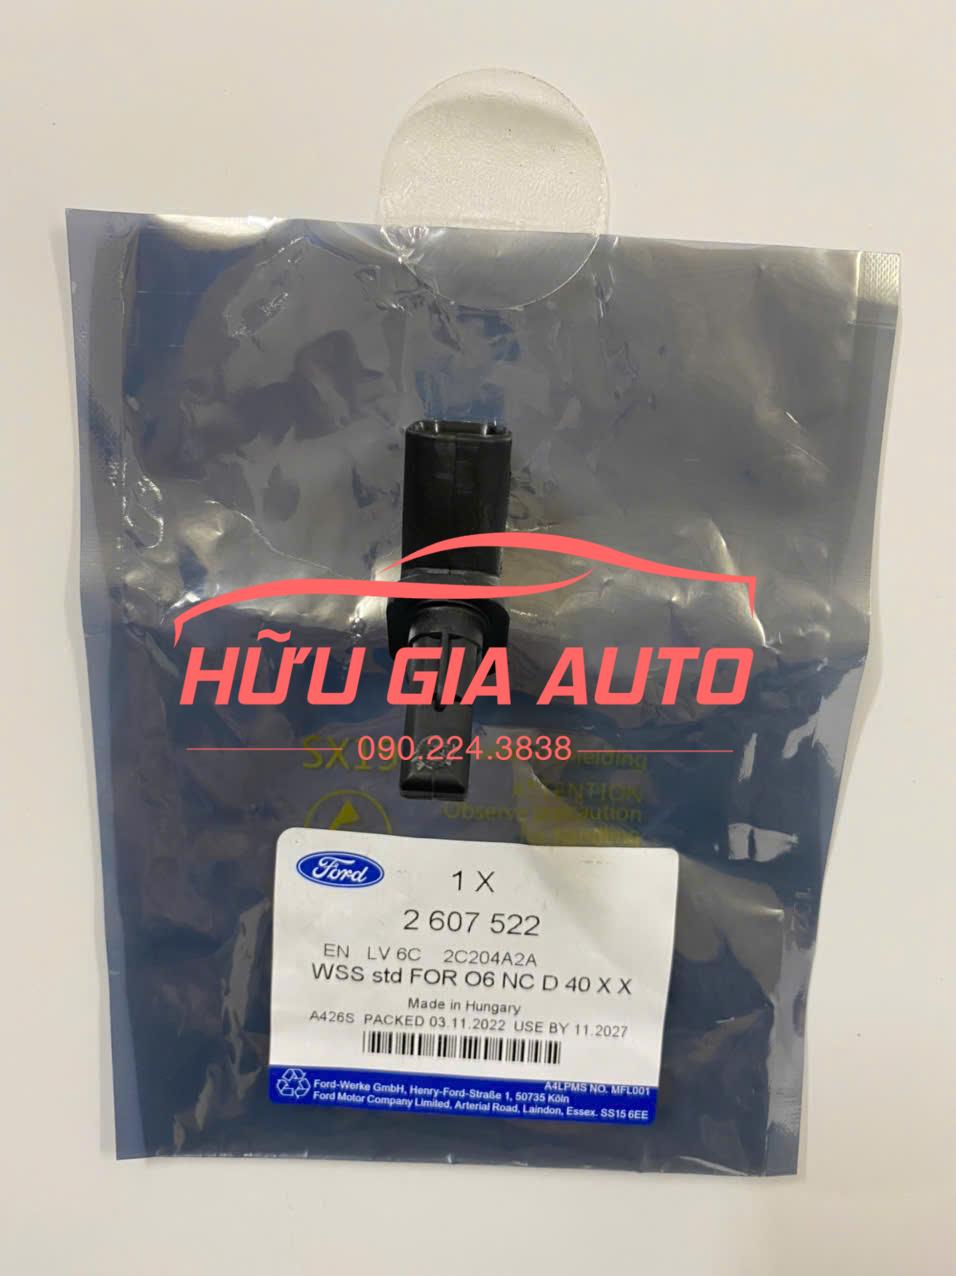 HỮU GIA AUTO
090.224.3838
ATTENTION
Observe
Ford
1 X
2 607 522
EN LV 6C 2C204A2A
WSS std FOR O6 NC D 40 X X
Made in Hungary
A426S PACKED 03.11.2022 USE BY 11.2027
A4LPMS NO. MFL001
Ford-Werke GmbH, Henry-Ford-Straße 1, 50735 Köln
Ford Motor Company Limited, Arterial Road, Laindon, Essex. SS15 6EE